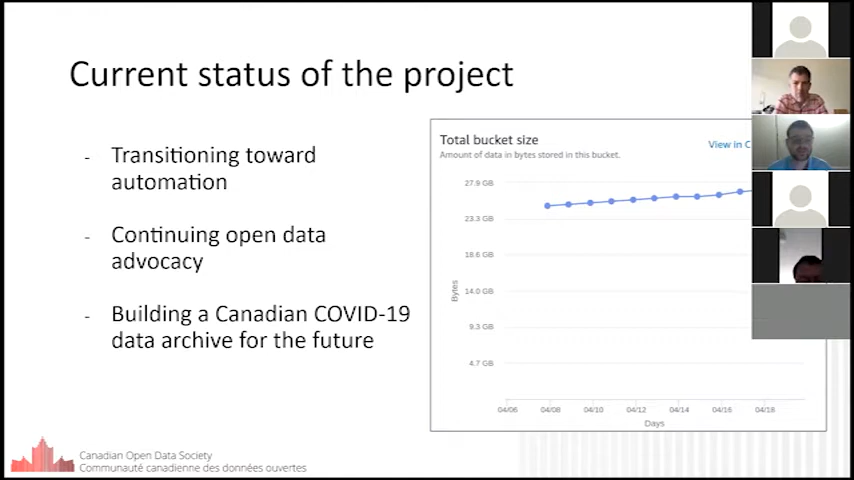 Current status of the project
- Transitioning toward
automation
- Continuing open data
advocacy
- Building a Canadian COVID-19
data archive for the future
Total bucket size
View in C
Amount of data in bytes stored in this bucket.
27.9 GB
23.3 GB
18.6 GB
14.0 GB
9.3 GB
4.7 GB
Bytes
04/06 04/08 04/10 04/12 04/14 04/16 04/18
Days
Canadian Open Data Society
Communauté canadienne des données ouvertes